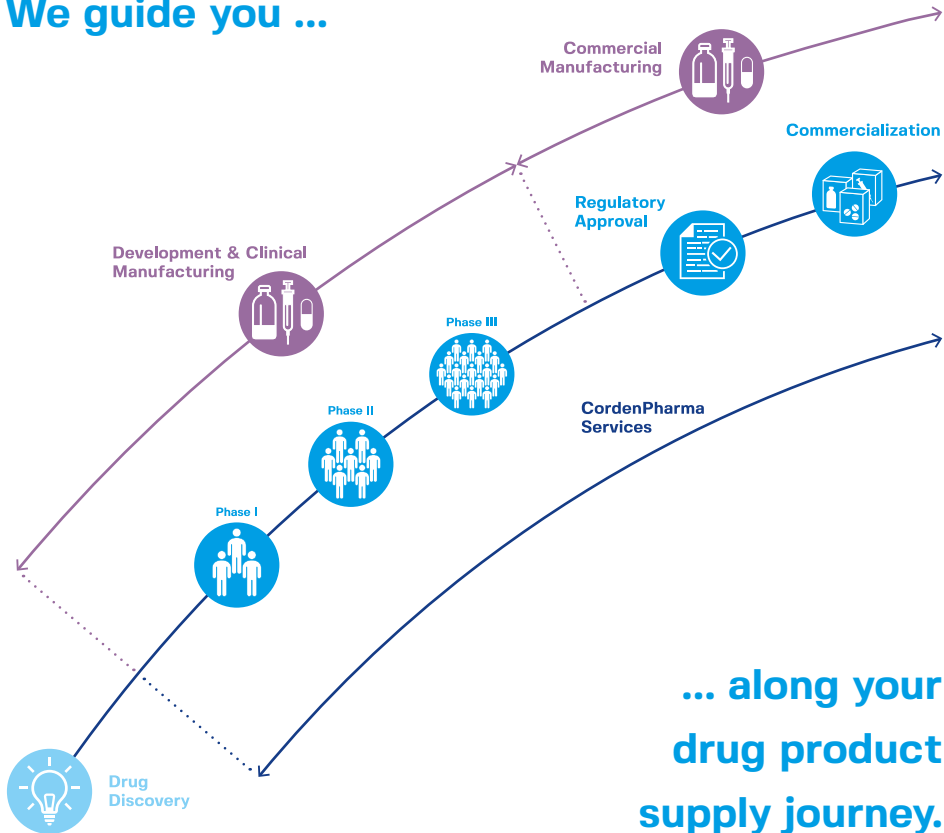 We guide you ...
Commercial
Manufacturing
Commercialization
Regulatory
Approval
Development & Clinical
Manufacturing
Phase III
Phase II
CordenPharma
Services
Phase I
Drug
Discovery
... along your
drug product
supply journey.